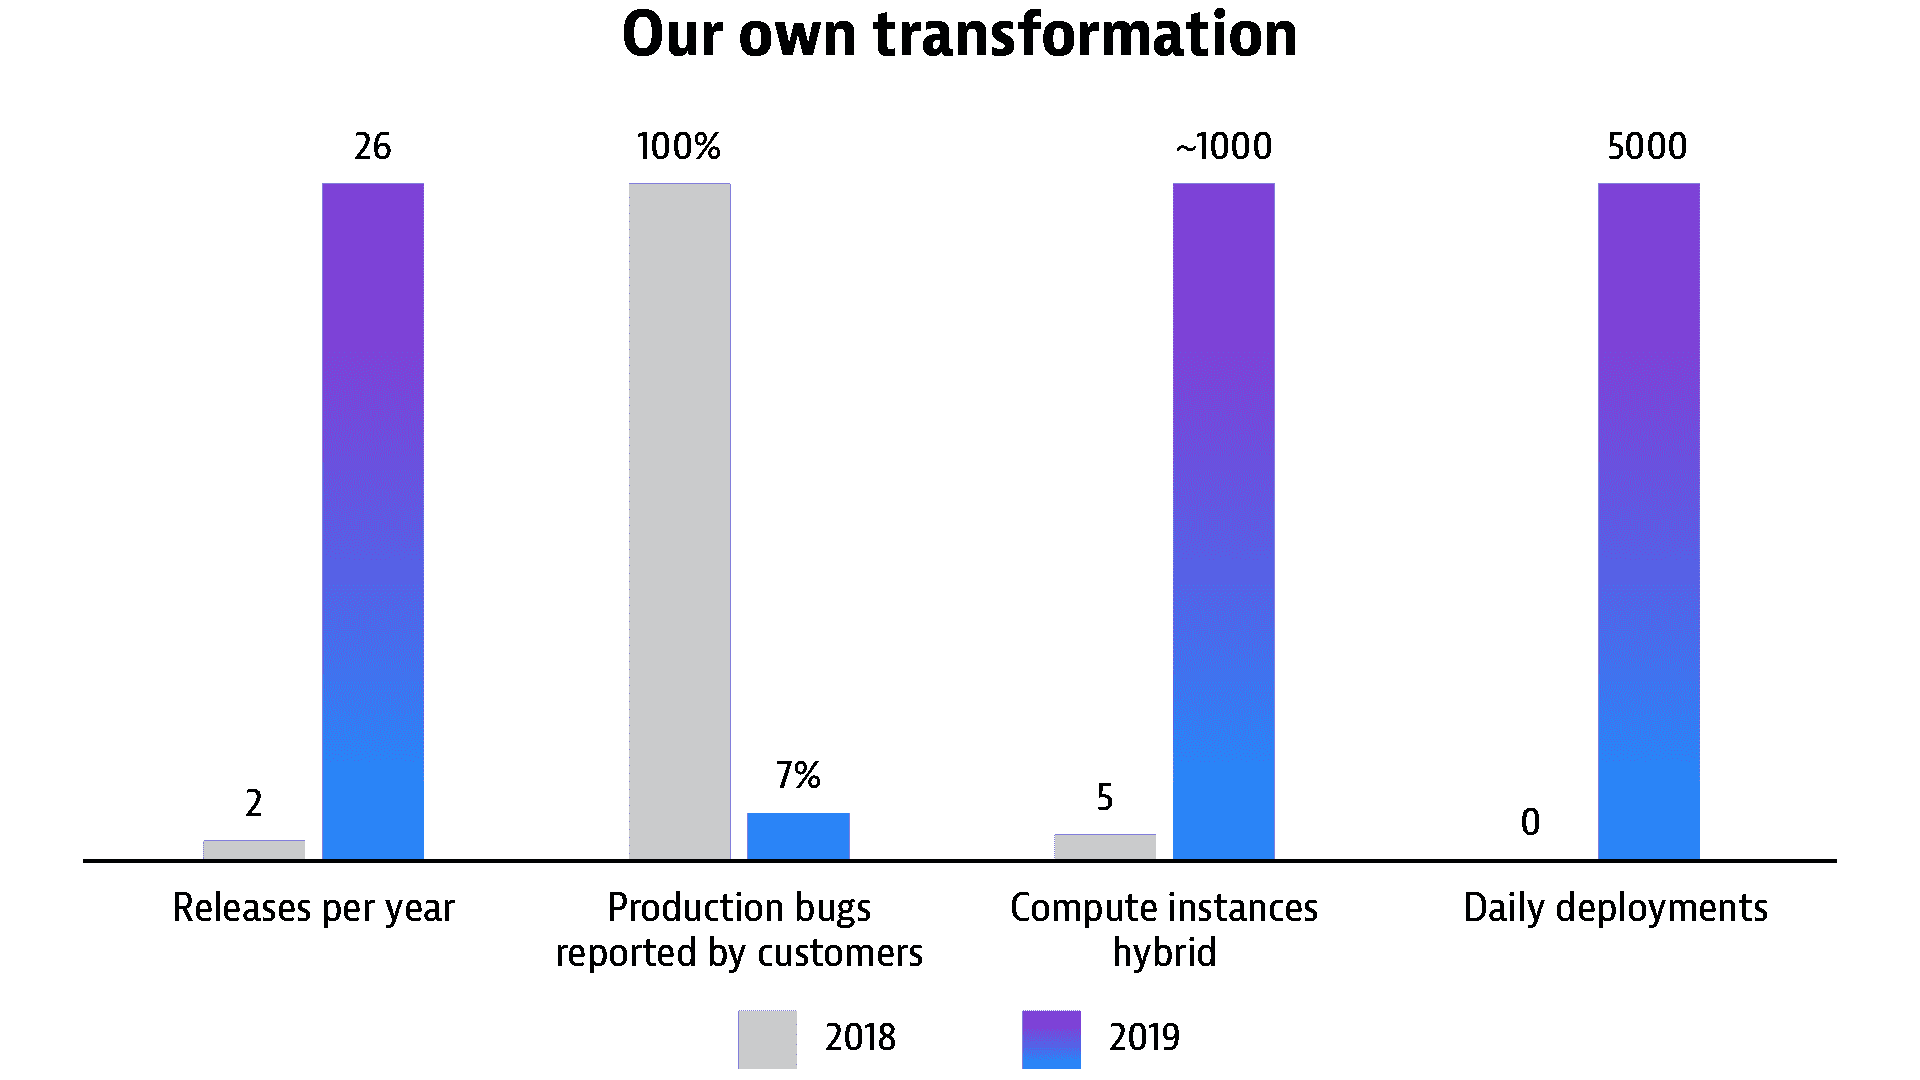 Our own transformation
26
100%
~1000
5000
2
7%
5
0
Releases per year
Production bugs
reported by customers
Compute instances
hybrid
Daily deployments
2018
2019